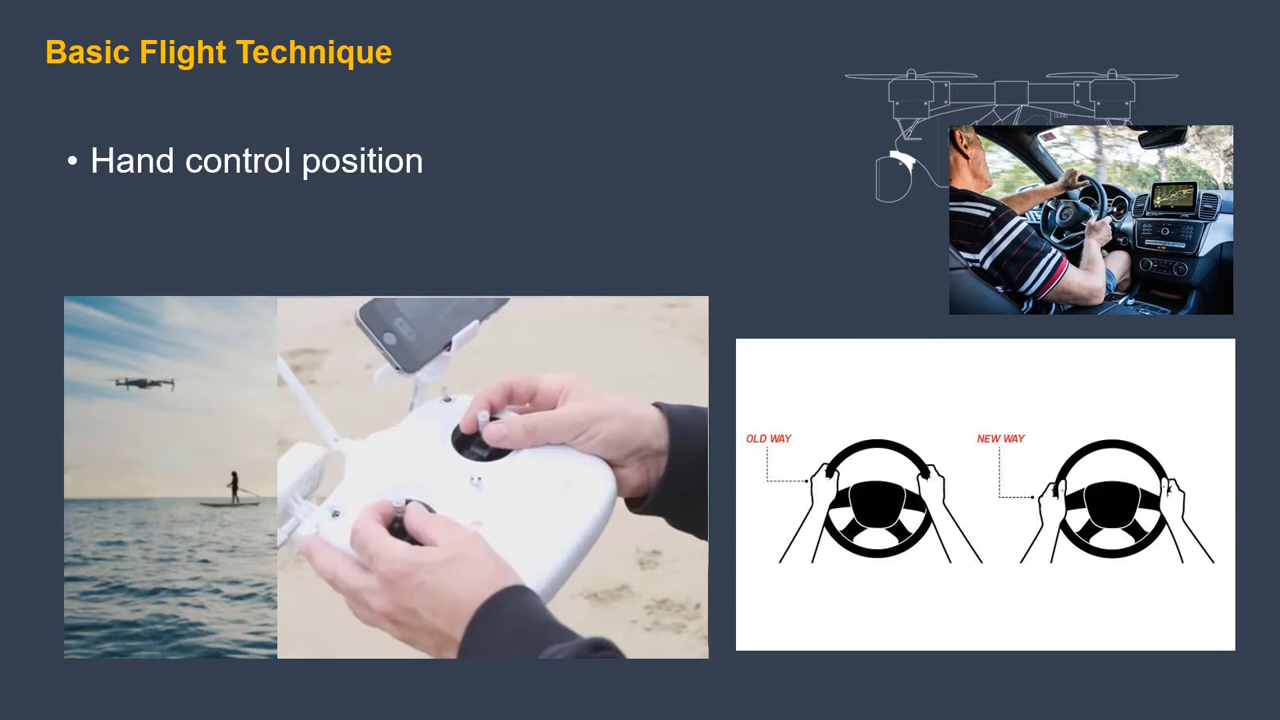 Basic Flight Technique
• Hand control position
OLD WAY
NEW WAY